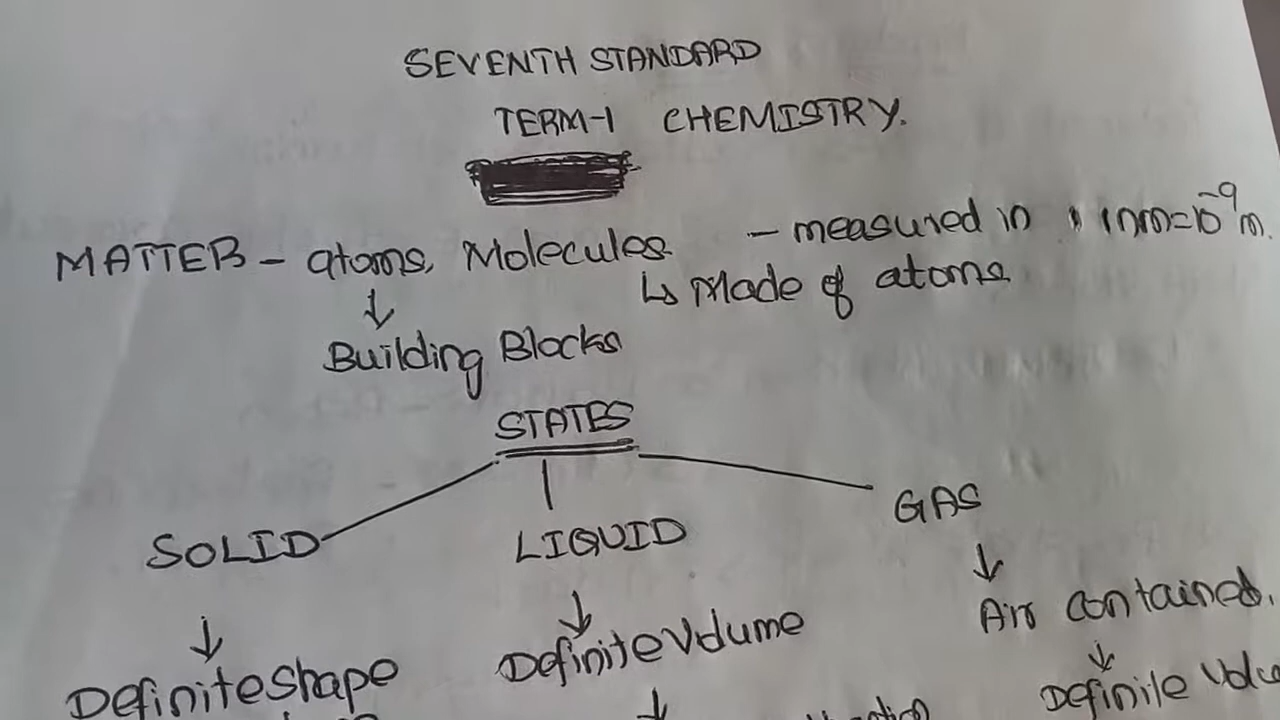 SEVENTH STANDARD
TERM-1 CHEMISTRY.
MATTER - atoms, Molecules. - measured in 1nm=10⁻⁹m.
↳ Made of atoms
↓
Building Blocks
STATES
SOLID LIQUID GAS
↓ ↓ ↓
Definite shape Definite Volume Air contained.
↓ ↓
Definite